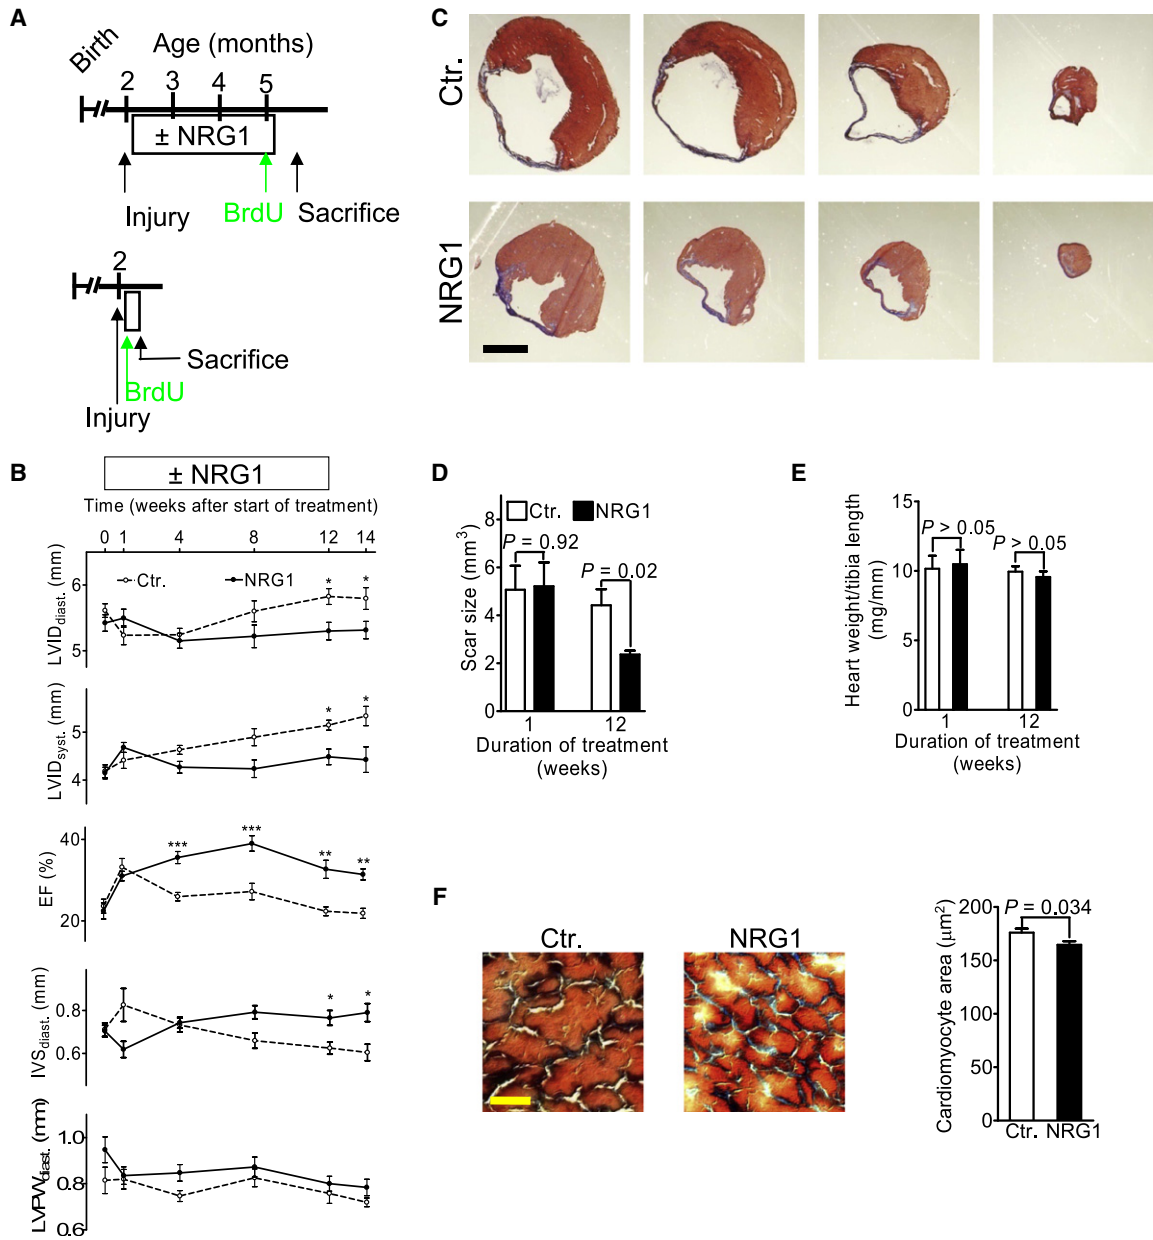 A
Birth
Age (months)
2 3 4 5
± NRG1
Injury
BrdU
Sacrifice
2
Sacrifice
BrdU
Injury
B
± NRG1
Time (weeks after start of treatment)
0 1 4 8 12 14
Ctr.
NRG1
* *
LVIDdiast. (mm)
6
5
* *
LVIDsyst. (mm)
5
4
*** *** ** **
EF (%)
40
20
* *
IVSdiast. (mm)
0.8
0.6
LVPWdiast. (mm)
1.0
0.8
0.6
C
Ctr.
NRG1
D
Ctr. NRG1
P = 0.92
P = 0.02
Scar size (mm³)
8
6
4
2
0
1 12
Duration of treatment
(weeks)
E
Heart weight/tibia length
(mg/mm)
15
10
5
0
P > 0.05
P > 0.05
1 12
Duration of treatment
(weeks)
F
Ctr.
NRG1
Cardiomyocyte area (μm²)
200
150
100
50
0
P = 0.034
Ctr. NRG1